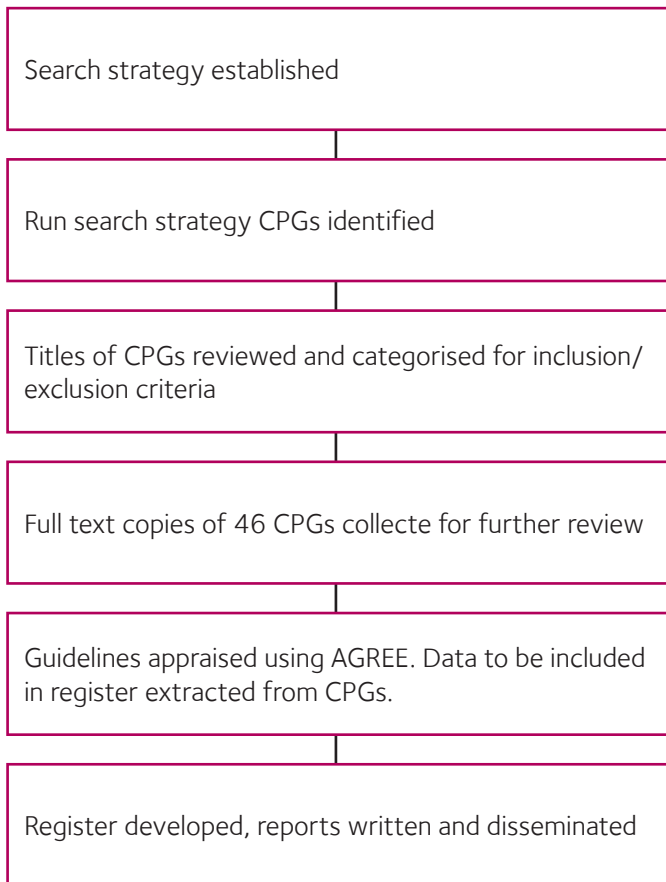 Search strategy established
Run search strategy CPGs identified
Titles of CPGs reviewed and categorised for inclusion/
exclusion criteria
Full text copies of 46 CPGs collecte for further review
Guidelines appraised using AGREE. Data to be included
in register extracted from CPGs.
Register developed, reports written and disseminated